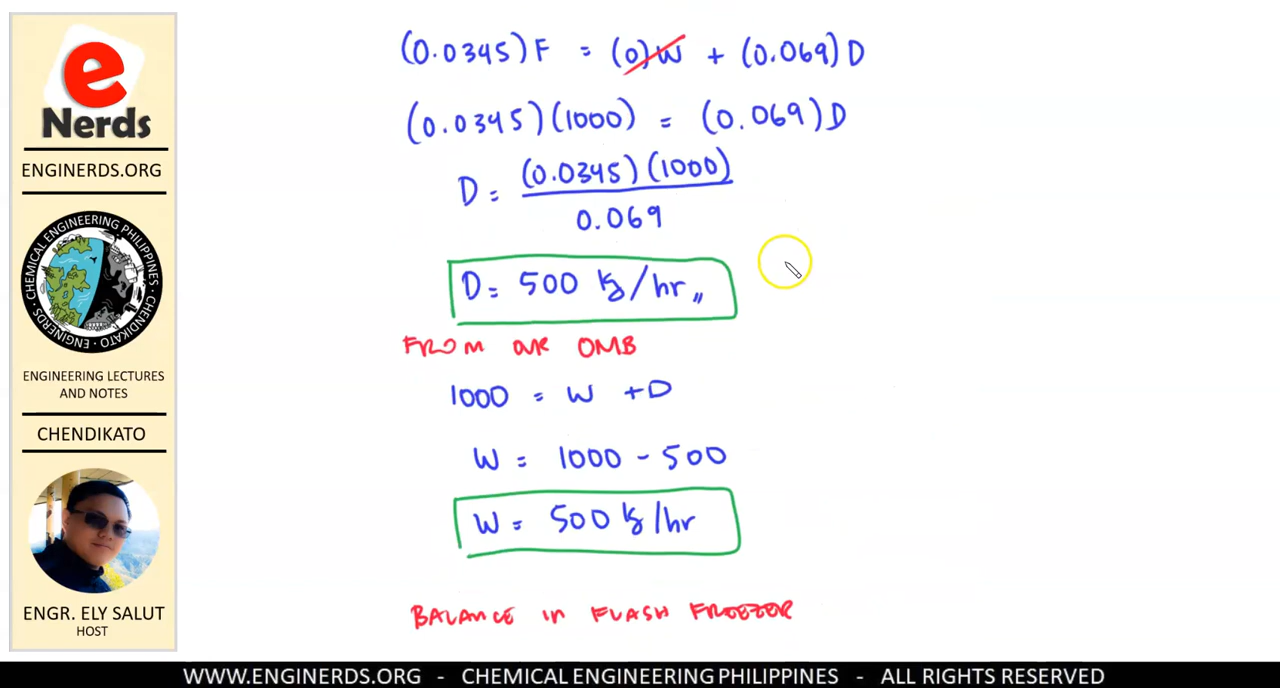 e
Nerds
ENGINERDS.ORG
CHEMICAL ENGINEERING PHILIPPINES
• CHENDIKATO • ENGINERDS •
ENGINEERING LECTURES
AND NOTES
CHENDIKATO
ENGR. ELY SALUT
HOST
(0.0345)F = (0)W + (0.069)D
(0.0345)(1000) = (0.069)D
D = (0.0345)(1000)
0.069
D = 500 kg/hr,,
FROM OUR OMB
1000 = W + D
W = 1000 - 500
W = 500 kg/hr
BALANCE IN FLASH FREEZER
WWW.ENGINERDS.ORG - CHEMICAL ENGINEERING PHILIPPINES - ALL RIGHTS RESERVED